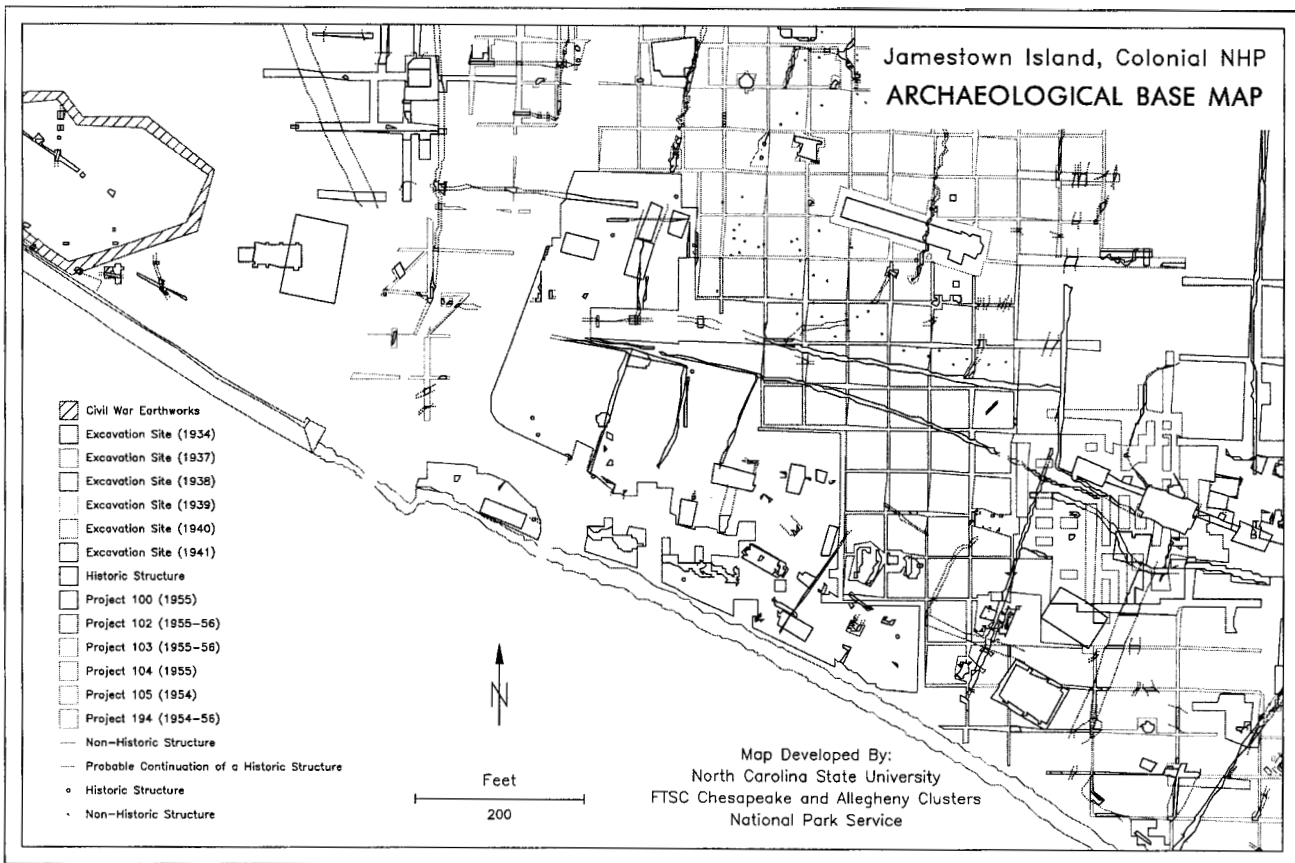 Jamestown Island, Colonial NHP
ARCHAEOLOGICAL BASE MAP
Civil War Earthworks
Excavation Site (1934)
Excavation Site (1937)
Excavation Site (1938)
Excavation Site (1939)
Excavation Site (1940)
Excavation Site (1941)
Historic Structure
Project 100 (1955)
Project 102 (1955-56)
Project 103 (1955-56)
Project 104 (1955)
Project 105 (1954)
Project 194 (1954-56)
Non-Historic Structure
Probable Continuation of a Historic Structure
Historic Structure
Non-Historic Structure
N
Feet
200
Map Developed By:
North Carolina State University
FTSC Chesapeake and Allegheny Clusters
National Park Service